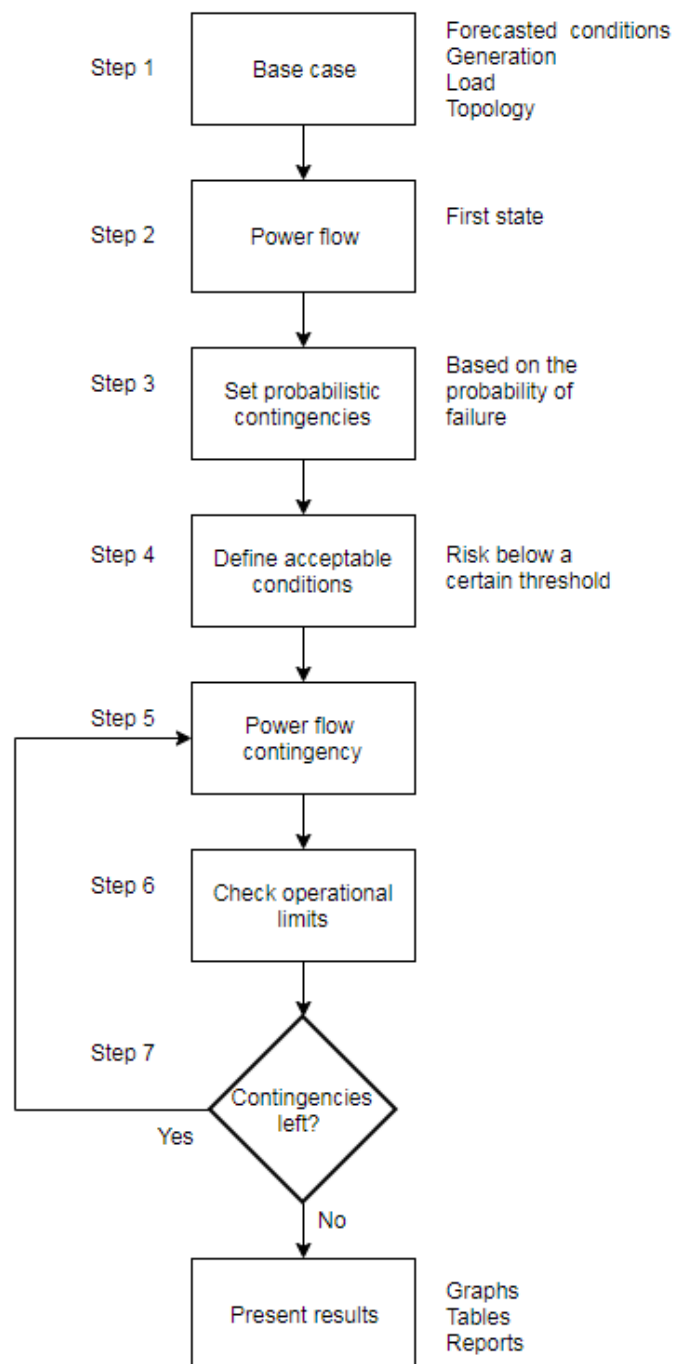 Step 1
Base case
Forecasted conditions
Generation
Load
Topology
Step 2
Power flow
First state
Step 3
Set probabilistic
contingencies
Based on the
probability of
failure
Step 4
Define acceptable
conditions
Risk below a
certain threshold
Step 5
Power flow
contingency
Step 6
Check operational
limits
Step 7
Contingencies
left?
Yes
No
Present results
Graphs
Tables
Reports